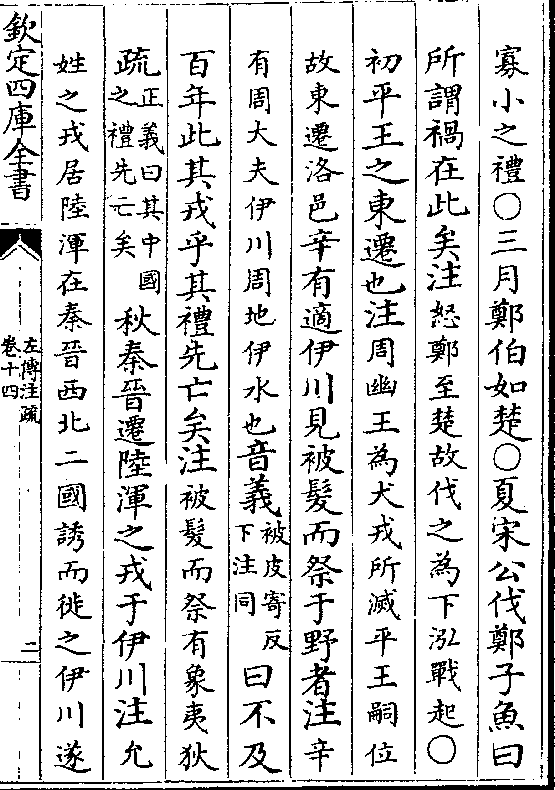 寡小之禮○三月鄭伯如楚○夏宋公伐鄭子魚曰
所謂禍在此矣注怒鄭至楚故伐之為下泓戰起○
初平王之東遷也注周幽王為犬戎所滅平王嗣位
故東遷洛邑辛有適伊川見被髮而祭于野者注辛
有周大夫伊川周地伊水也音義被皮寄反下注同曰不及
百年此其戎乎其禮先亡矣注被髮而祭有象夷狄
疏正義曰其中國之禮先亡矣秋秦晉遷陸渾之戎于伊川注允
姓之戎居陸渾在秦晉西北二國誘而徙之伊川遂
欽定四庫全書
左傳注疏
卷十四
二